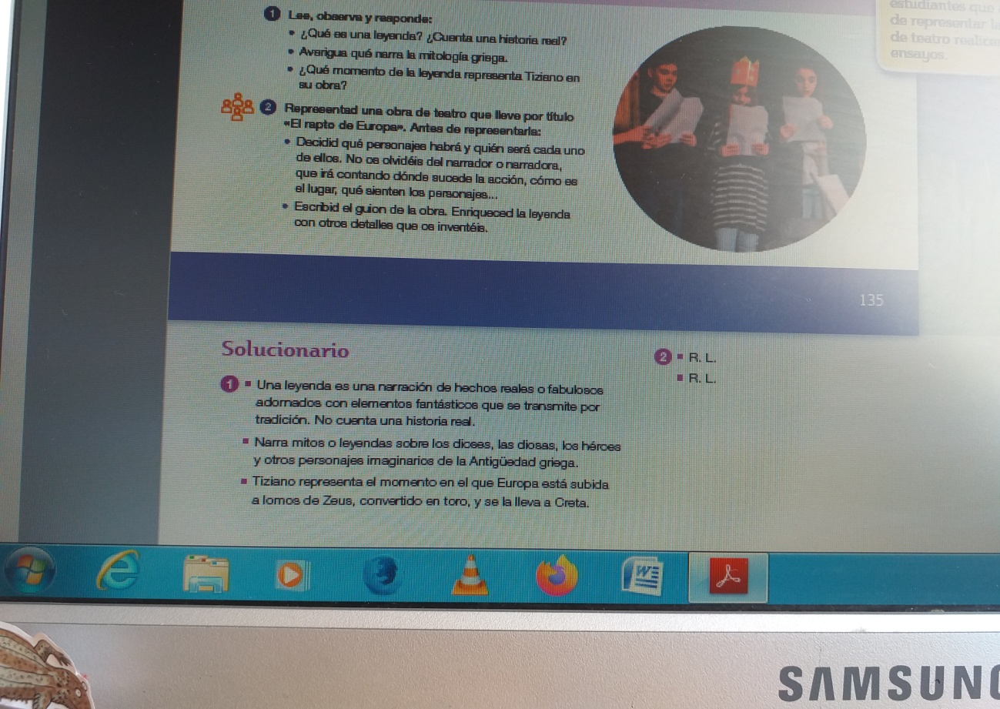 estudiantes que
de representar
de teatro
ensayos.
1 Lee, observa y responde:
• ¿Qué es una leyenda? ¿Cuenta una historia real?
• Averigua qué narra la mitología griega.
• ¿Qué momento de la leyenda representa Tiziano en
su obra?
2 Representad una obra de teatro que lleve por título
«El rapto de Europa». Antes de representarla:
• Decidid qué personajes habrá y quién será cada uno
de ellos. No os olvidéis del narrador o narradora,
que irá contando dónde sucede la acción, cómo es
el lugar, qué sienten los personajes...
• Escribid el guion de la obra. Enriqueced la leyenda
con otros detalles que os inventéis.
135
Solucionario
1 ▪ Una leyenda es una narración de hechos reales o fabulosos
adornados con elementos fantásticos que se transmite por
tradición. No cuenta una historia real.
▪ Narra mitos o leyendas sobre los dioses, las diosas, los héroes
y otros personajes imaginarios de la Antigüedad griega.
▪ Tiziano representa el momento en el que Europa está subida
a lomos de Zeus, convertido en toro, y se la lleva a Creta.
2 ▪ R. L.
▪ R. L.
W
SAMSUNG